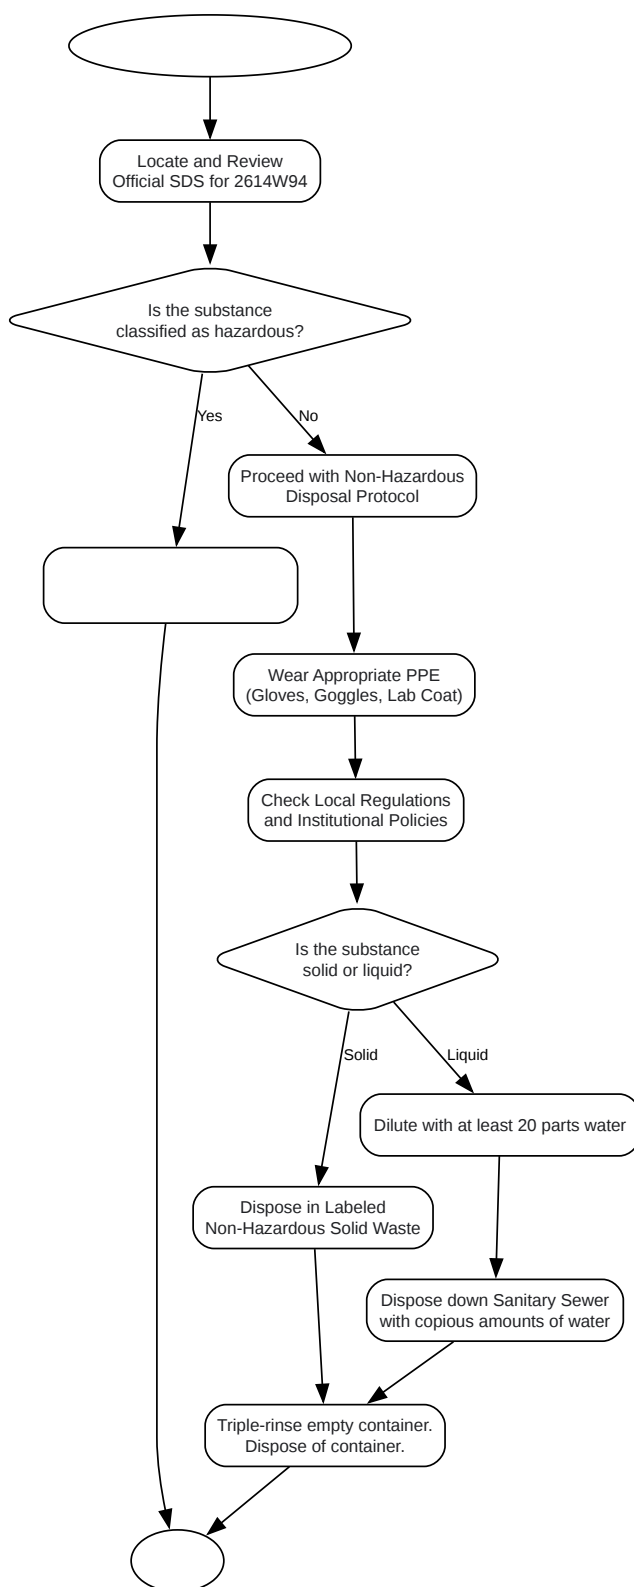 Locate and Review
Official SDS for 2614W94
Is the substance
classified as hazardous?
Yes
No
Proceed with Non-Hazardous
Disposal Protocol
Wear Appropriate PPE
(Gloves, Goggles, Lab Coat)
Check Local Regulations
and Institutional Policies
Is the substance
solid or liquid?
Solid
Liquid
Dilute with at least 20 parts water
Dispose in Labeled
Non-Hazardous Solid Waste
Dispose down Sanitary Sewer
with copious amounts of water
Triple-rinse empty container.
Dispose of container.